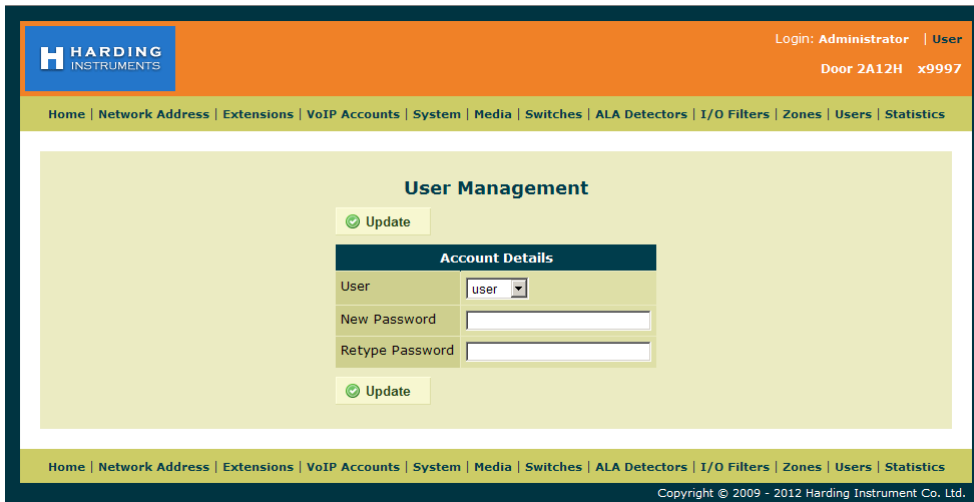 HARDING
INSTRUMENTS
Login: Administrator | User
Door 2A12H x9997
Home | Network Address | Extensions | VoIP Accounts | System | Media | Switches | ALA Detectors | I/O Filters | Zones | Users | Statistics
User Management
Update
Account Details
User user
New Password
Retype Password
Update
Home | Network Address | Extensions | VoIP Accounts | System | Media | Switches | ALA Detectors | I/O Filters | Zones | Users | Statistics
Copyright © 2009 - 2012 Harding Instrument Co. Ltd.